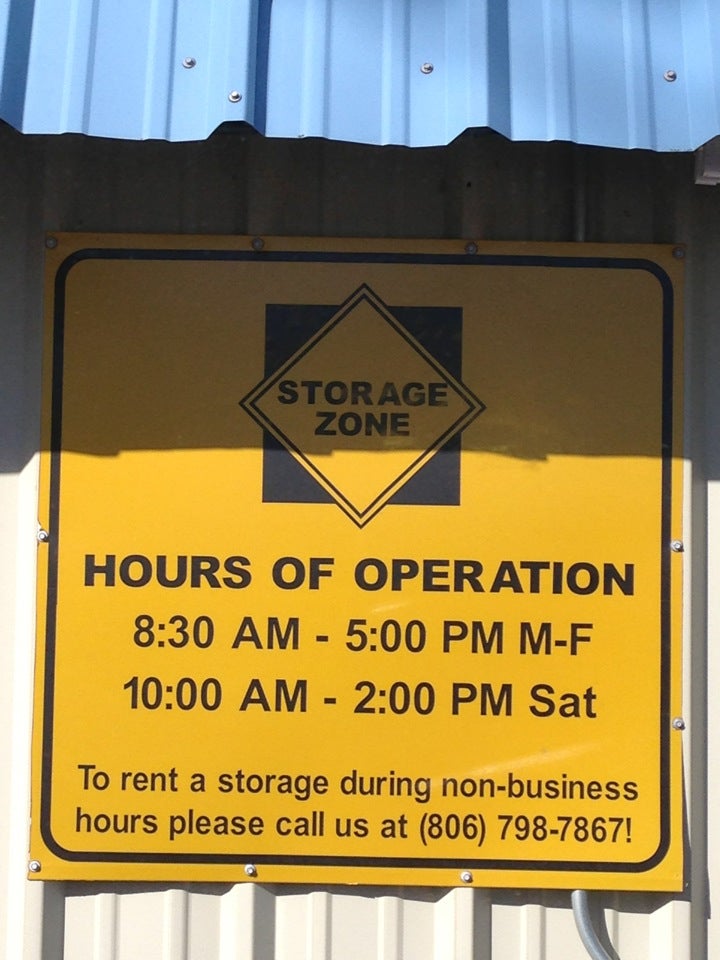 STORAGE
ZONE
HOURS OF OPERATION
8:30 AM - 5:00 PM M-F
10:00 AM - 2:00 PM Sat
To rent a storage during non-business
hours please call us at (806) 798-7867!